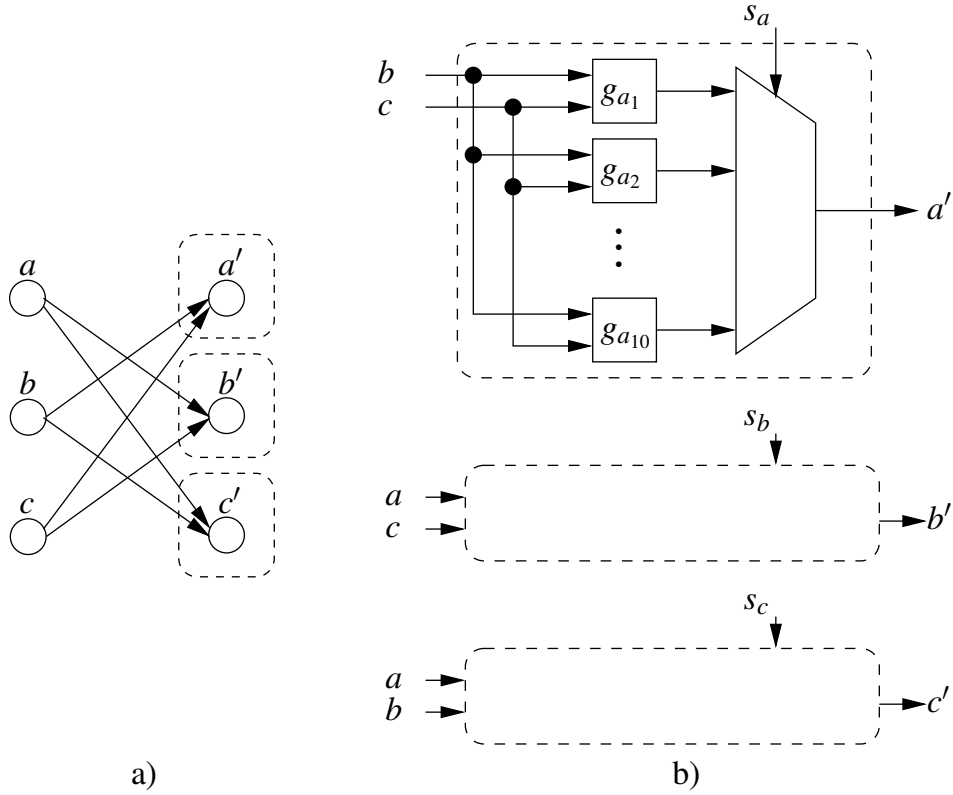 a
a′
b
b′
c
c′
a)
s_a
b
c
g_{a_1}
g_{a_2}
g_{a_{10}}
a′
s_b
a
c
b′
s_c
a
b
c′
b)